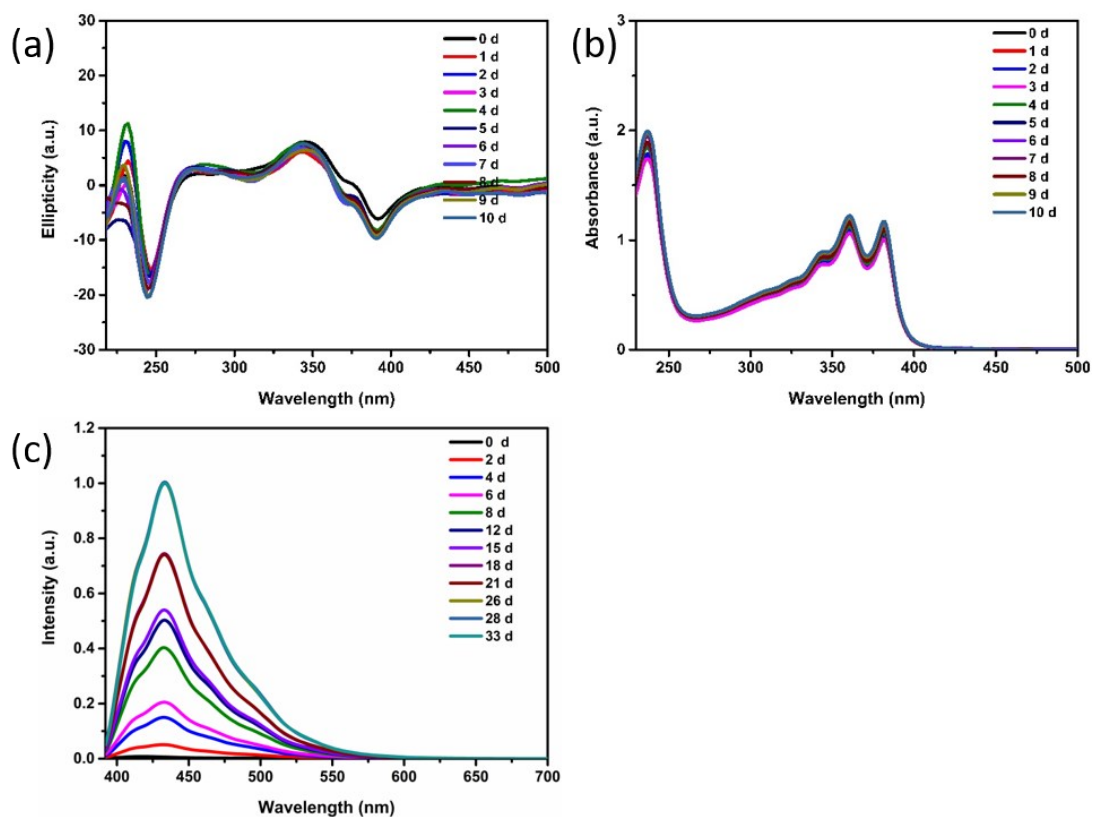 (a)
30
20
10
0
-10
-20
-30
Ellipticity (a.u.)
250 300 350 400 450 500
Wavelength (nm)
0 d
1 d
2 d
3 d
4 d
5 d
6 d
7 d
8 d
9 d
10 d
(b)
3
2
1
0
Absorbance (a.u.)
250 300 350 400 450 500
Wavelength (nm)
0 d
1 d
2 d
3 d
4 d
5 d
6 d
7 d
8 d
9 d
10 d
(c)
1.2
1.0
0.8
0.6
0.4
0.2
0.0
Intensity (a.u.)
400 450 500 550 600 650 700
Wavelength (nm)
0 d
2 d
4 d
6 d
8 d
12 d
15 d
18 d
21 d
26 d
28 d
33 d